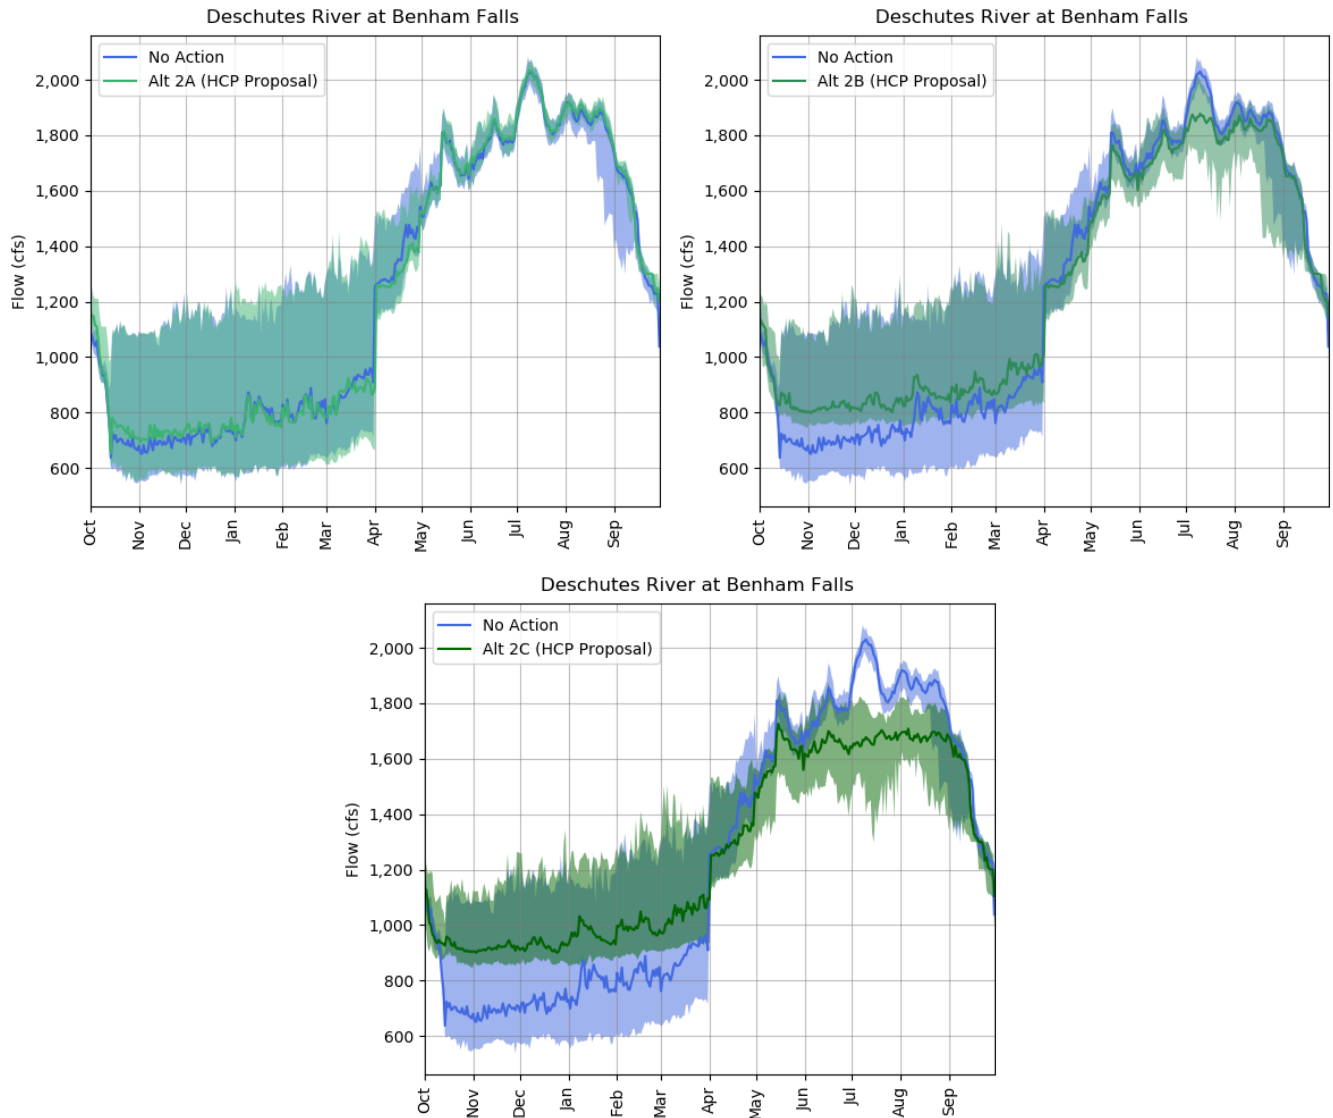 Deschutes River at Benham Falls
No Action
Alt 2A (HCP Proposal)
Flow (cfs)
2,000
1,800
1,600
1,400
1,200
1,000
800
600
Oct
Nov
Dec
Jan
Feb
Mar
Apr
May
Jun
Jul
Aug
Sep
Deschutes River at Benham Falls
No Action
Alt 2B (HCP Proposal)
Flow (cfs)
2,000
1,800
1,600
1,400
1,200
1,000
800
600
Oct
Nov
Dec
Jan
Feb
Mar
Apr
May
Jun
Jul
Aug
Sep
Deschutes River at Benham Falls
No Action
Alt 2C (HCP Proposal)
Flow (cfs)
2,000
1,800
1,600
1,400
1,200
1,000
800
600
Oct
Nov
Dec
Jan
Feb
Mar
Apr
May
Jun
Jul
Aug
Sep